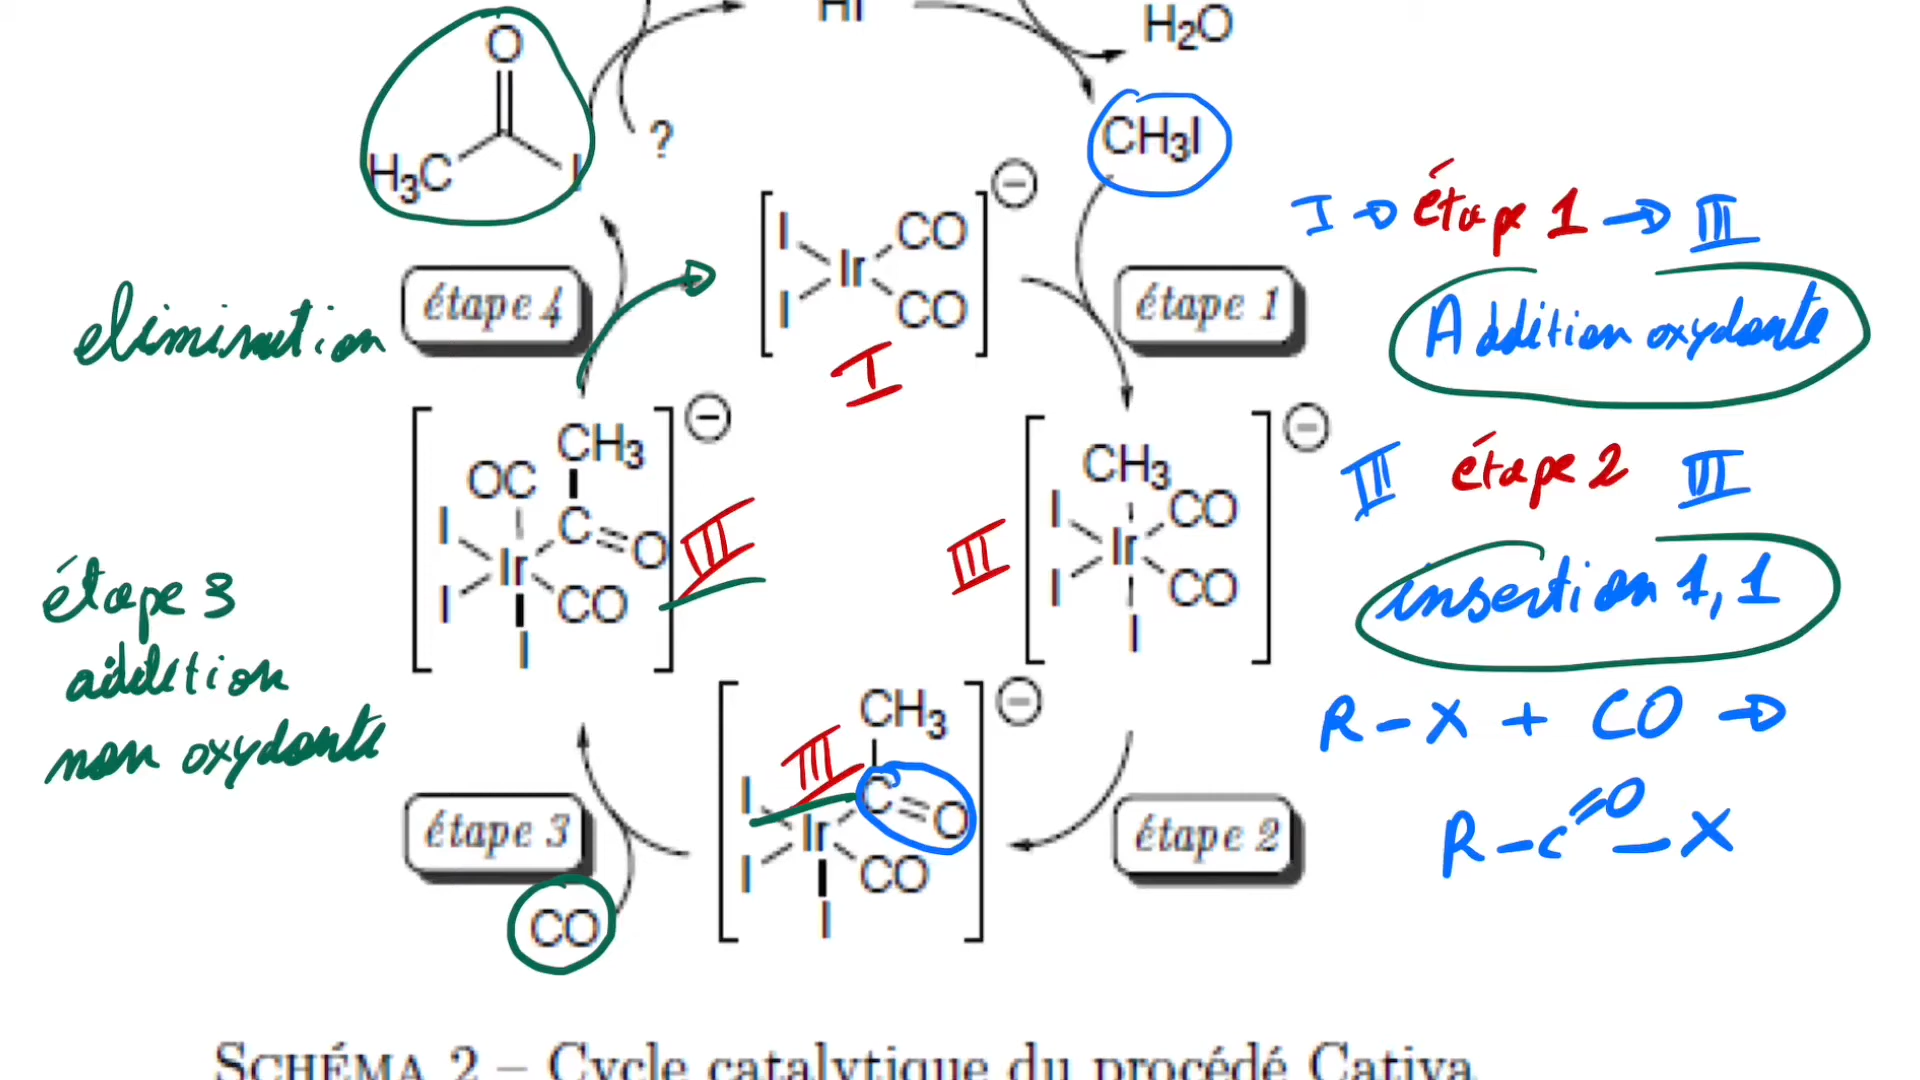 HI
H₂O
O
H₃C
I
?
CH₃I
I → étape 1 → III
I
I
Ir
CO
CO
−
I
étape 4
étape 1
elimination
Addition oxydante
CH₃
OC
I
I
Ir
C
O
CO
I
−
III
III
CH₃
I
I
Ir
CO
CO
I
−
III étape 2 III
insertion 1,1
étape 3
addition
non oxydante
CH₃
III
I
I
Ir
C
O
CO
I
−
R − X + CO →
R − C = O − X
étape 3
étape 2
CO
SCHÉMA 2 – Cycle catalytique du procédé Cativa